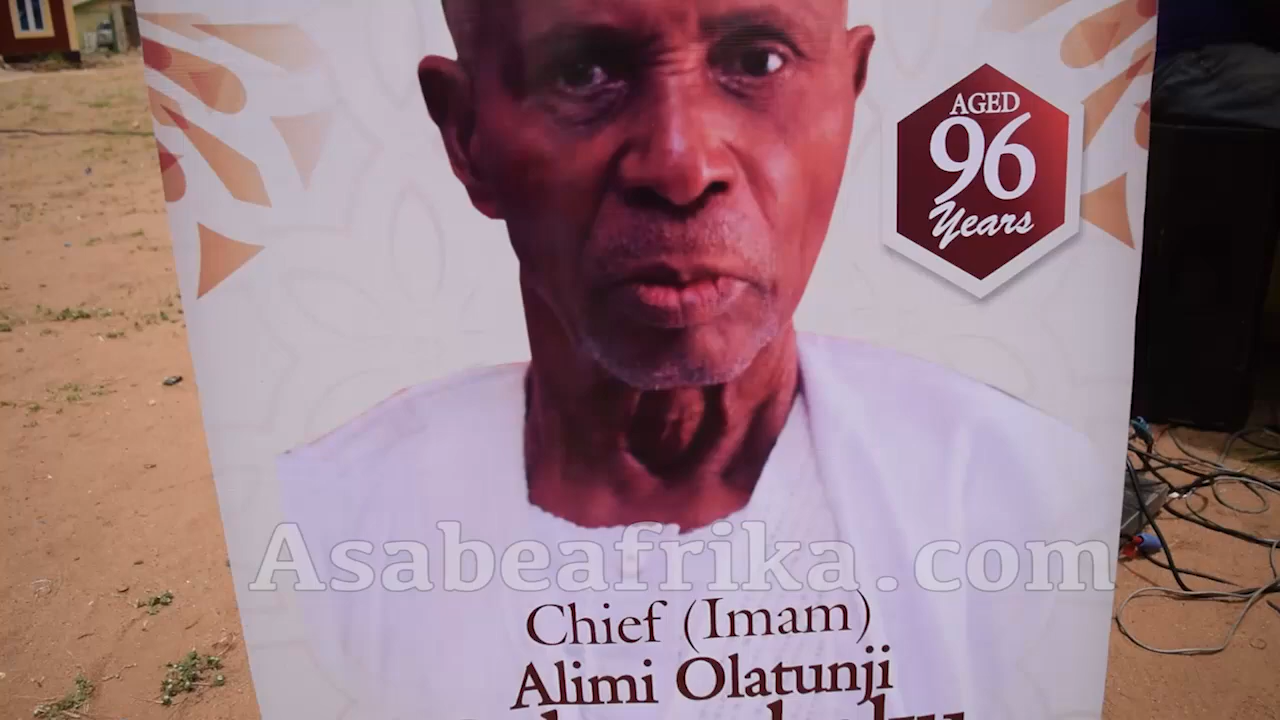 AGED
96
Years
Asabeafrika.com
Chief (Imam)
Alimi Olatunji